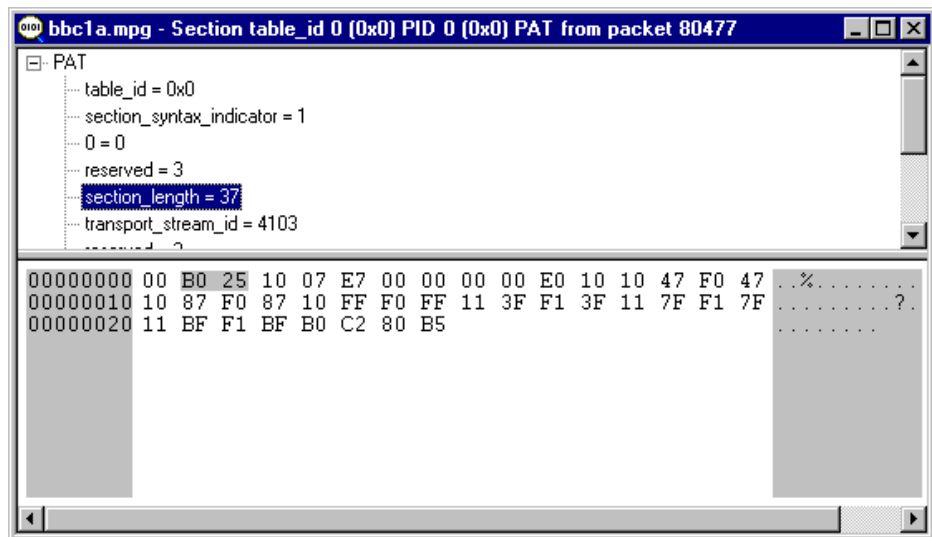 bbc1a.mpg - Section table_id 0 (0x0) PID 0 (0x0) PAT from packet 80477
PAT
table_id = 0x0
section_syntax_indicator = 1
0 = 0
reserved = 3
section_length = 37
transport_stream_id = 4103
00000000 00 B0 25 10 07 E7 00 00 00 00 E0 10 10 47 F0 47 ..%.........
00000010 10 87 F0 87 10 FF F0 FF 11 3F F1 3F 11 7F F1 7F .........?.
00000020 11 BF F1 BF B0 C2 80 B5 ........